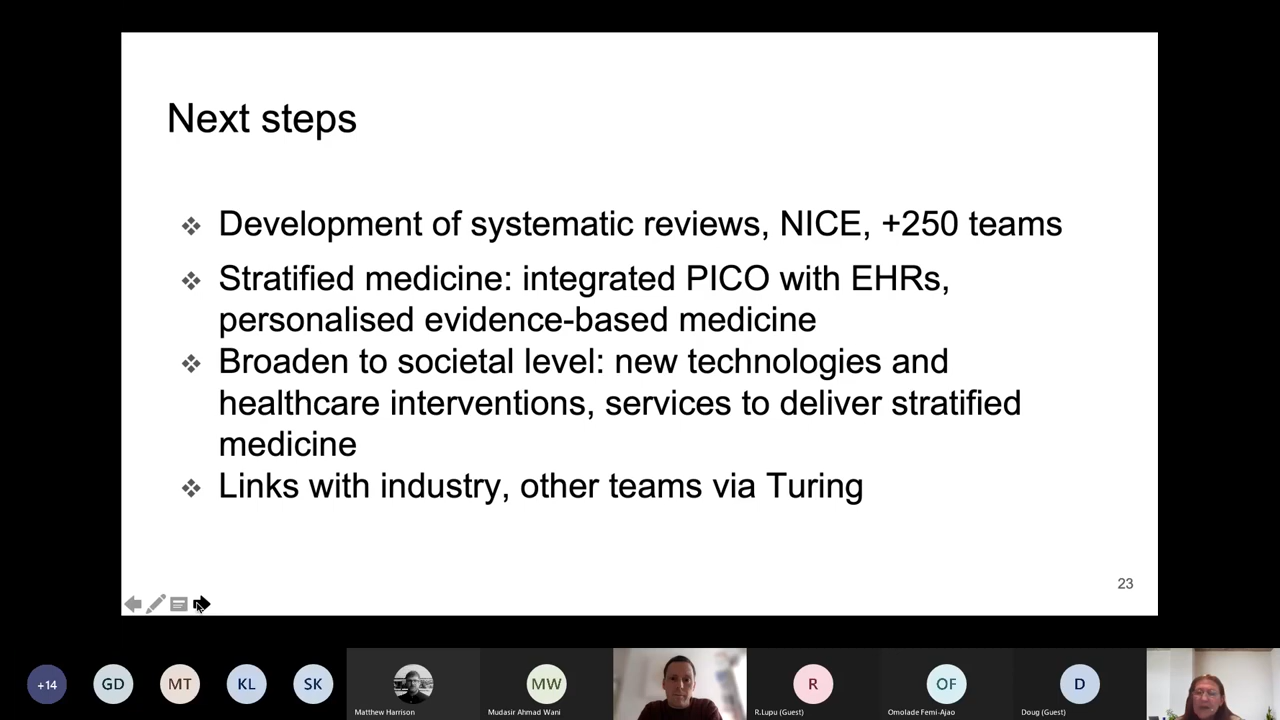 Next steps
Development of systematic reviews, NICE, +250 teams
Stratified medicine: integrated PICO with EHRs,
personalised evidence-based medicine
Broaden to societal level: new technologies and
healthcare interventions, services to deliver stratified
medicine
Links with industry, other teams via Turing
23
+14
GD
MT
KL
SK
MW
R
OF
D
Matthew Harrison
Mudasir Ahmad Wani
R.Lupu (Guest)
Omolade Femi-Ajao
Doug (Guest)